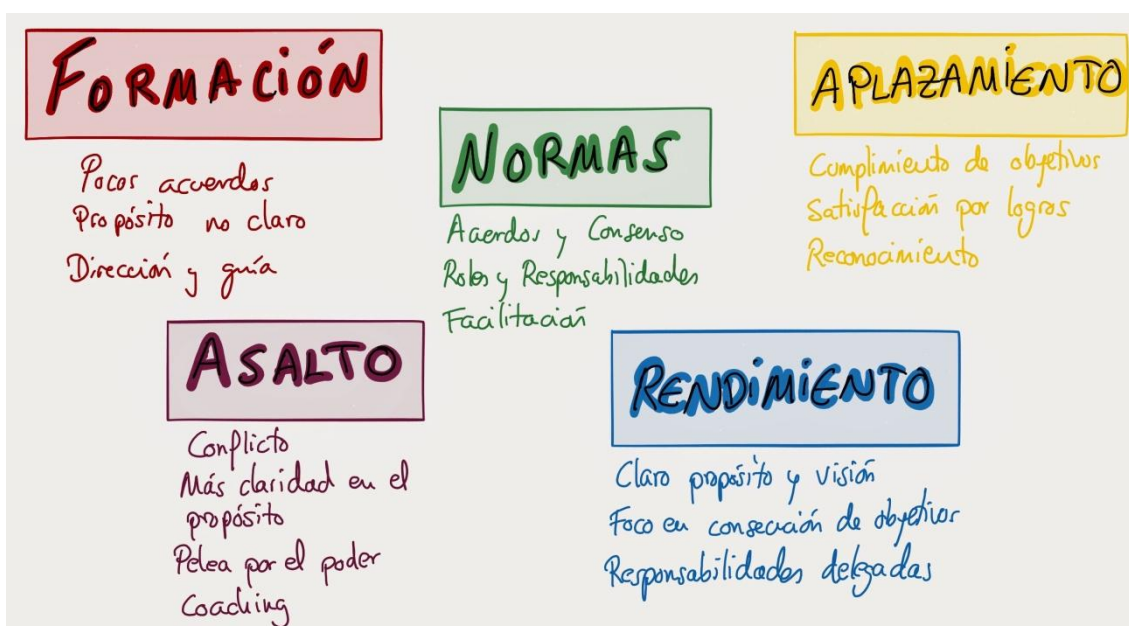 FORMACIÓN
Pocos acuerdos
Propósito no claro
Dirección y guía
ASALTO
Conflicto
Más claridad en el
propósito
Pelea por el poder
Coaching
NORMAS
Acuerdos y Consenso
Roles y Responsabilidades
Facilitación
RENDIMIENTO
Claro propósito y visión
Foco en consecución de objetivos
Responsabilidades delegadas
APLAZAMIENTO
Cumplimiento de objetivos
Satisfacción por logros
Reconocimiento